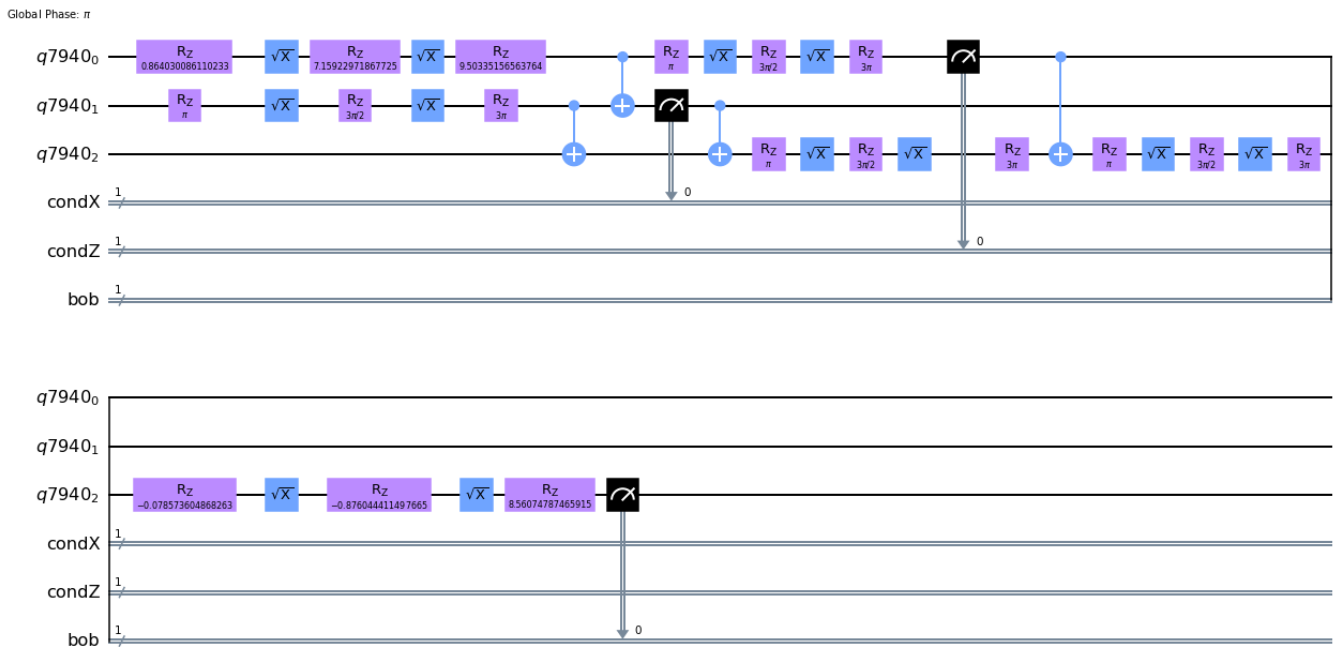 Global Phase: π
q7940₀ R_Z 0.864030086110233 √X R_Z 7.15922971867725 √X R_Z 9.50335156563764 R_Z π √X R_Z 3π/2 √X R_Z 3π
q7940₁ R_Z π √X R_Z 3π/2 √X R_Z 3π
q7940₂ R_Z π √X R_Z 3π/2 √X R_Z 3π R_Z π √X R_Z 3π/2 √X R_Z 3π
condX 1 0
condZ 1 0
bob 1
q7940₀
q7940₁
q7940₂ R_Z −0.078573604868263 √X R_Z −0.876044411497665 √X R_Z 8.56074787465915
condX 1
condZ 1
bob 1 0